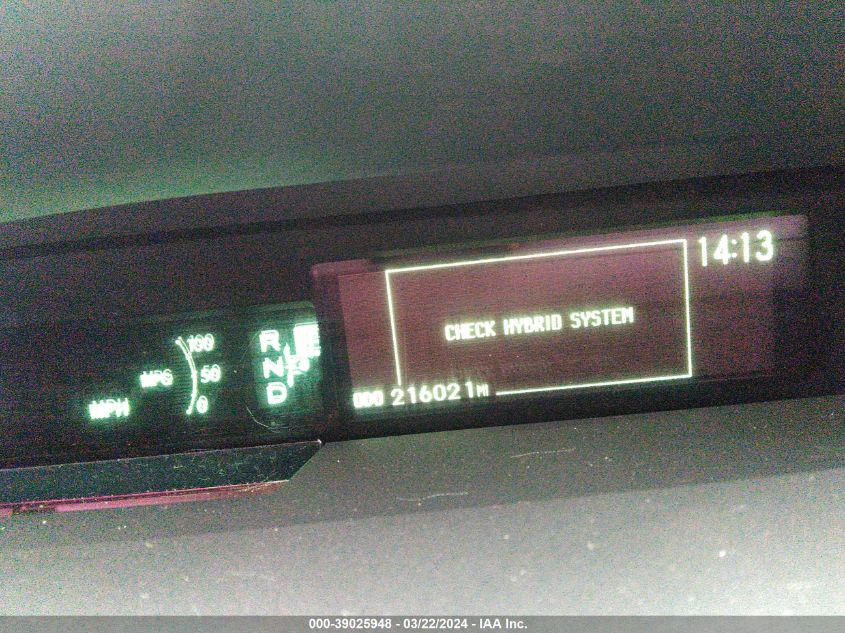 14:13
CHECK HYBRID SYSTEM
ODO 216021 MI
100
MPG 50
0
MPH
R
N
D
000-39025948 - 03/22/2024 - IAA Inc.